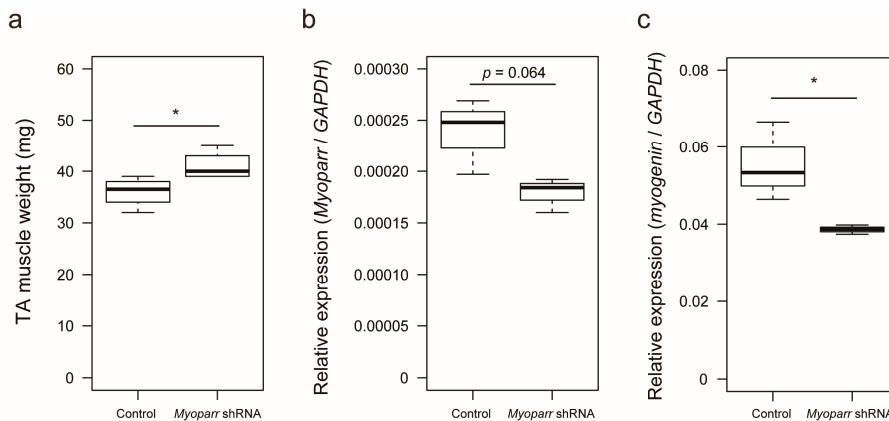 a
TA muscle weight (mg)
60
50
40
30
20
10
0
*
Control
Myoparr shRNA
b
Relative expression (Myoparr / GAPDH)
0.00030
0.00025
0.00020
0.00015
0.00010
0.00005
0
p = 0.064
Control
Myoparr shRNA
c
Relative expression (myogenin / GAPDH)
0.08
0.06
0.04
0.02
0
*
Control
Myoparr shRNA